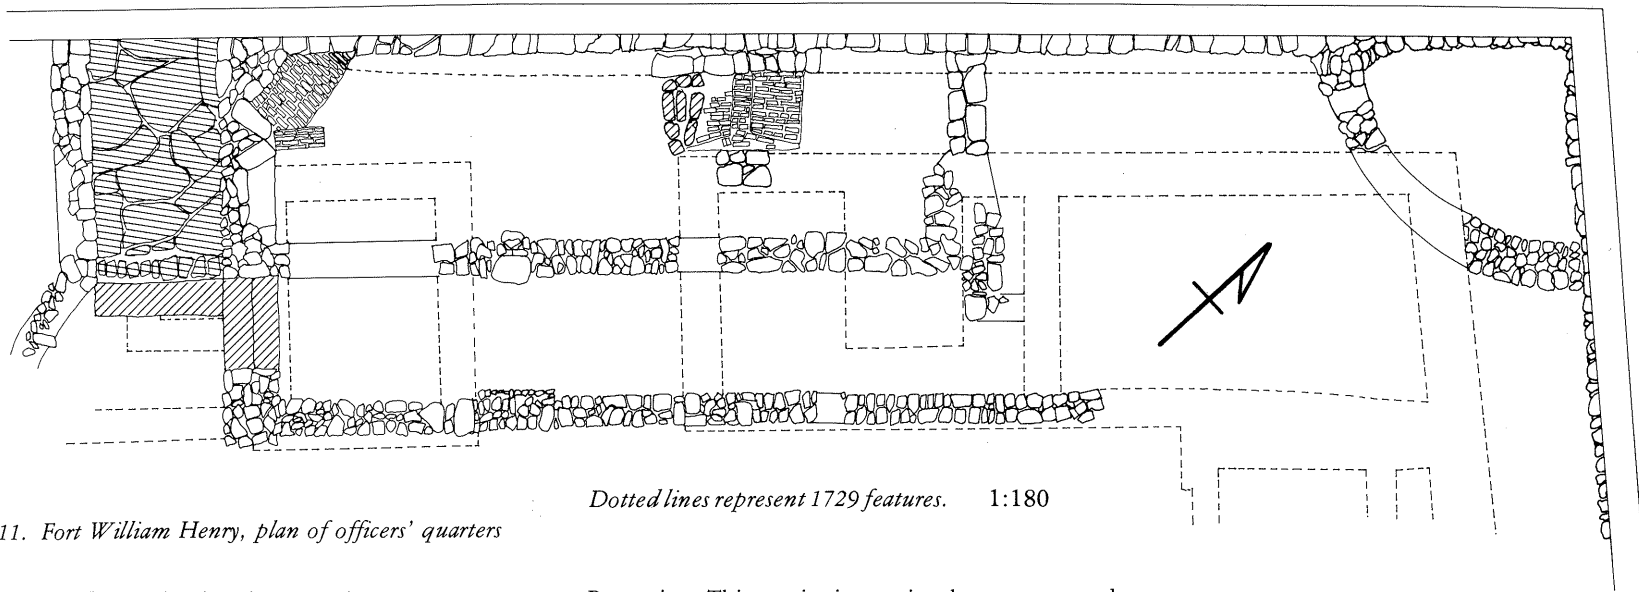 Dotted lines represent 1729 features. 1:180
11. Fort William Henry, plan of officers' quarters